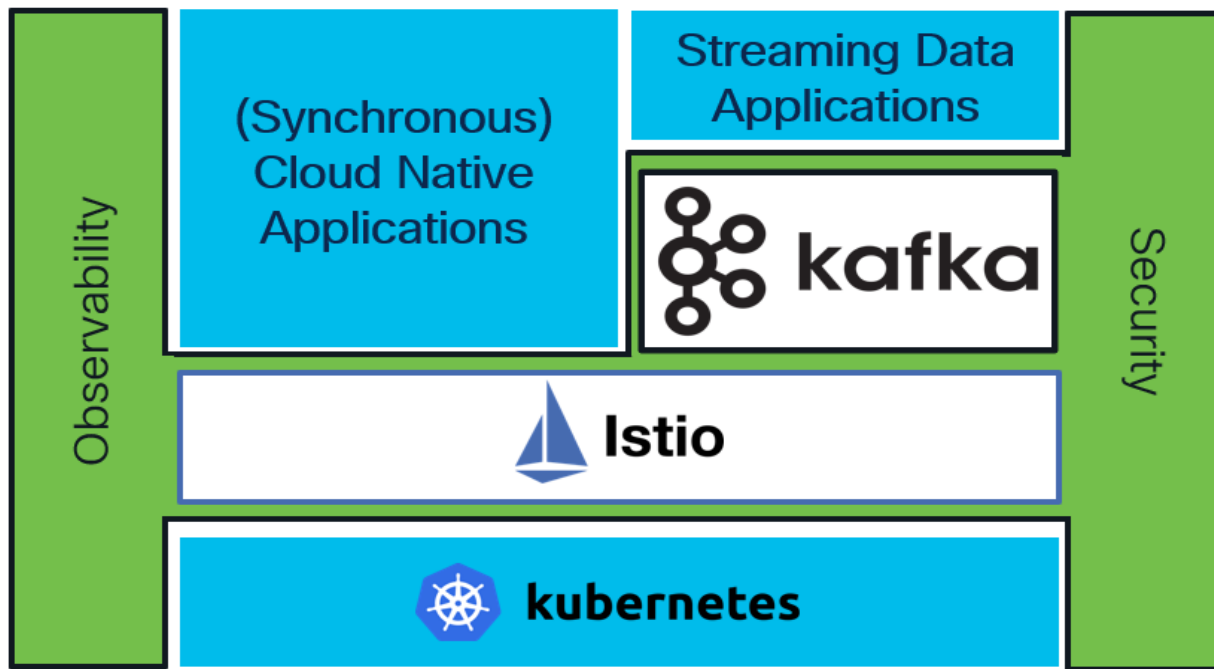 Observability
(Synchronous)
Cloud Native
Applications
Streaming Data
Applications
kafka
Security
Istio
kubernetes